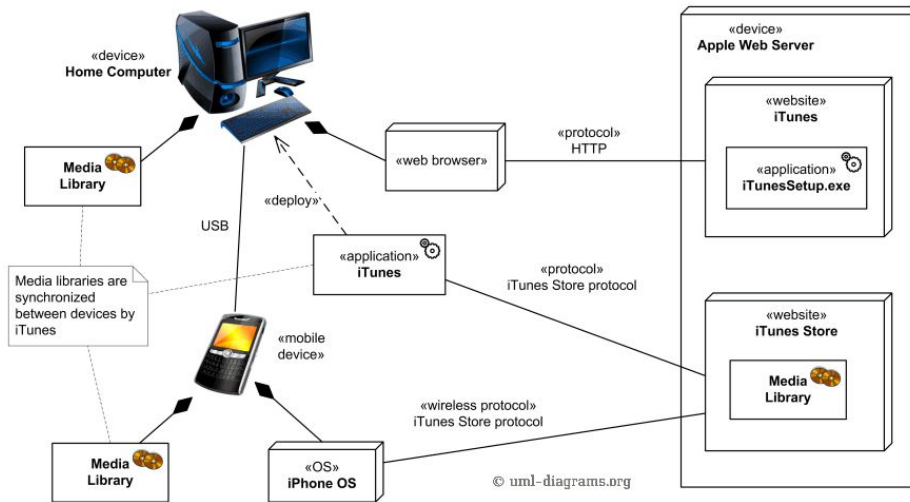 «device»
Home Computer
«device»
Apple Web Server
«website»
iTunes
«application»
iTunesSetup.exe
«protocol»
HTTP
«web browser»
Media
Library
«deploy»
USB
«application»
iTunes
«protocol»
iTunes Store protocol
Media libraries are
synchronized
between devices by
iTunes
«mobile
device»
«website»
iTunes Store
Media
Library
«wireless protocol»
iTunes Store protocol
Media
Library
«OS»
iPhone OS
© uml-diagrams.org